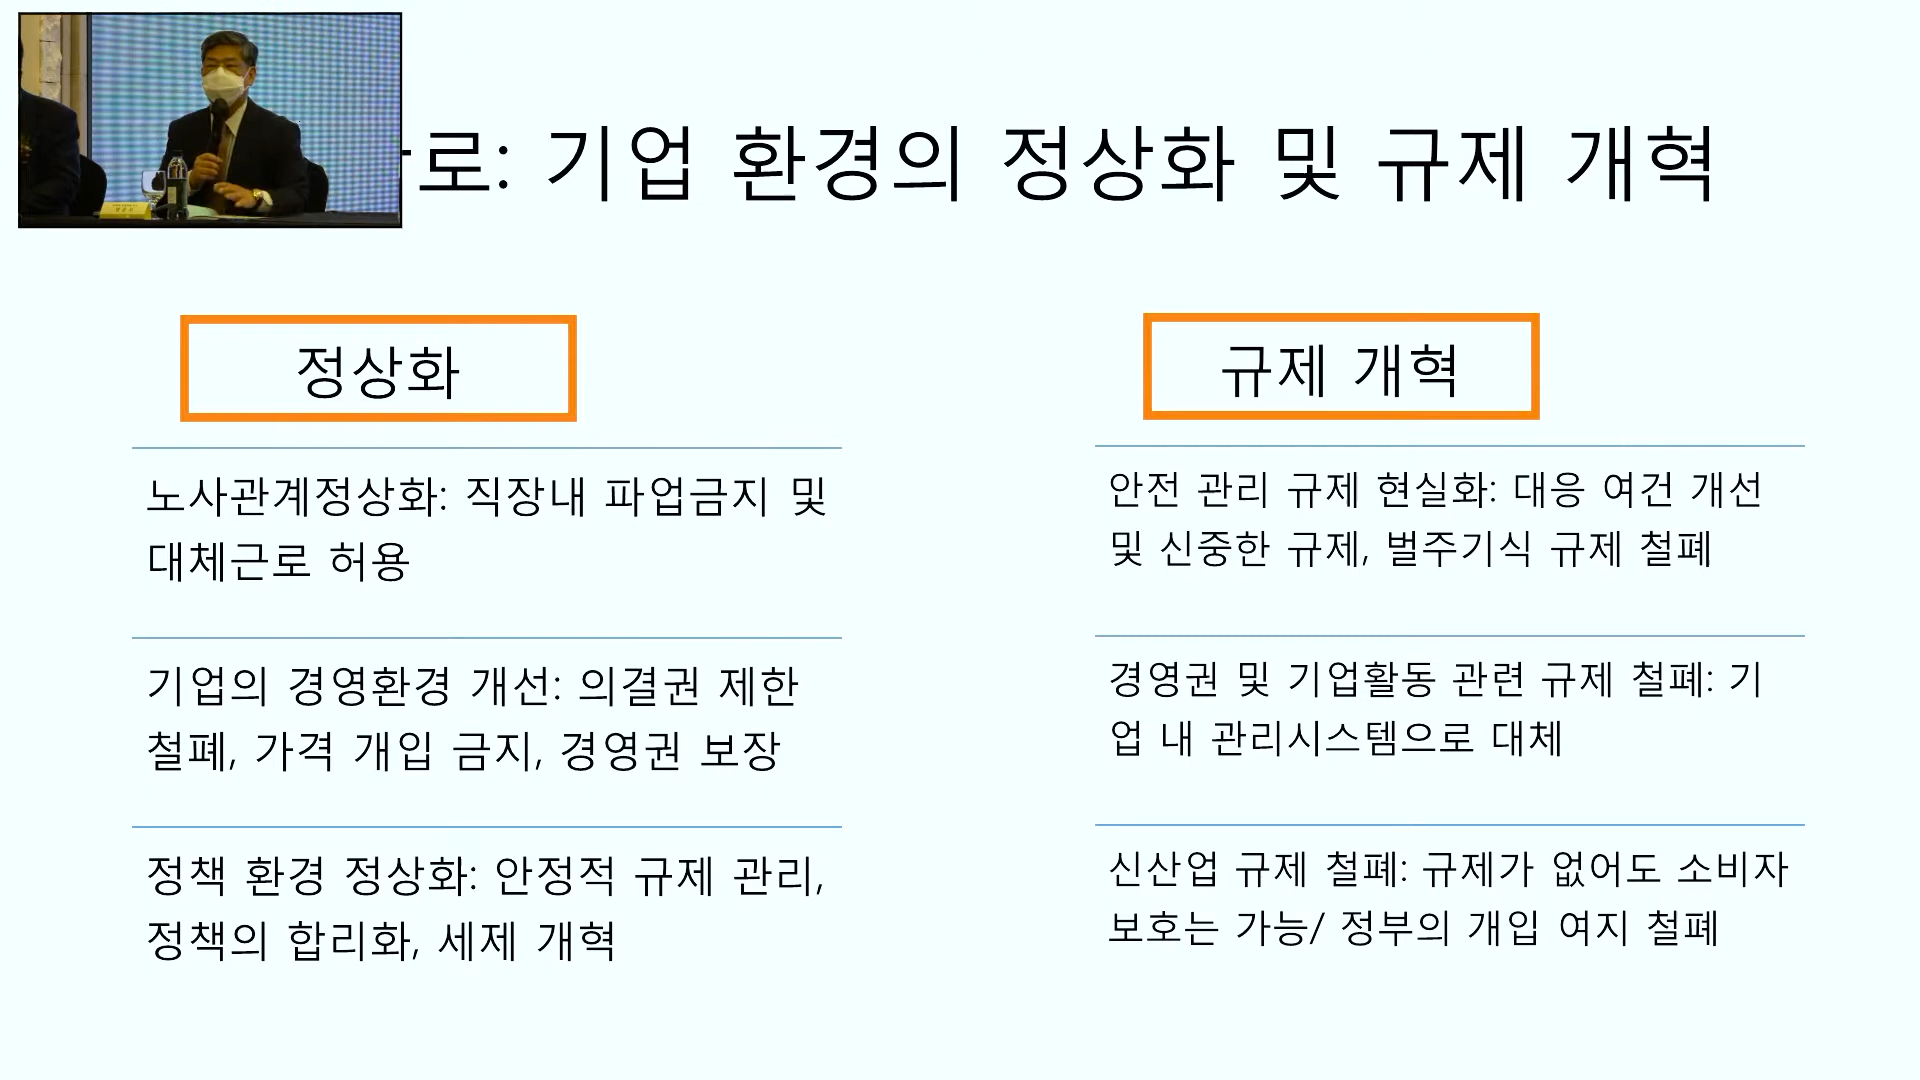 로: 기업 환경의 정상화 및 규제 개혁
정상화
노사관계정상화: 직장내 파업금지 및
대체근로 허용
기업의 경영환경 개선: 의결권 제한
철폐, 가격 개입 금지, 경영권 보장
정책 환경 정상화: 안정적 규제 관리,
정책의 합리화, 세제 개혁
규제 개혁
안전 관리 규제 현실화: 대응 여건 개선
및 신중한 규제, 벌주기식 규제 철폐
경영권 및 기업활동 관련 규제 철폐: 기
업 내 관리시스템으로 대체
신산업 규제 철폐: 규제가 없어도 소비자
보호는 가능/ 정부의 개입 여지 철폐